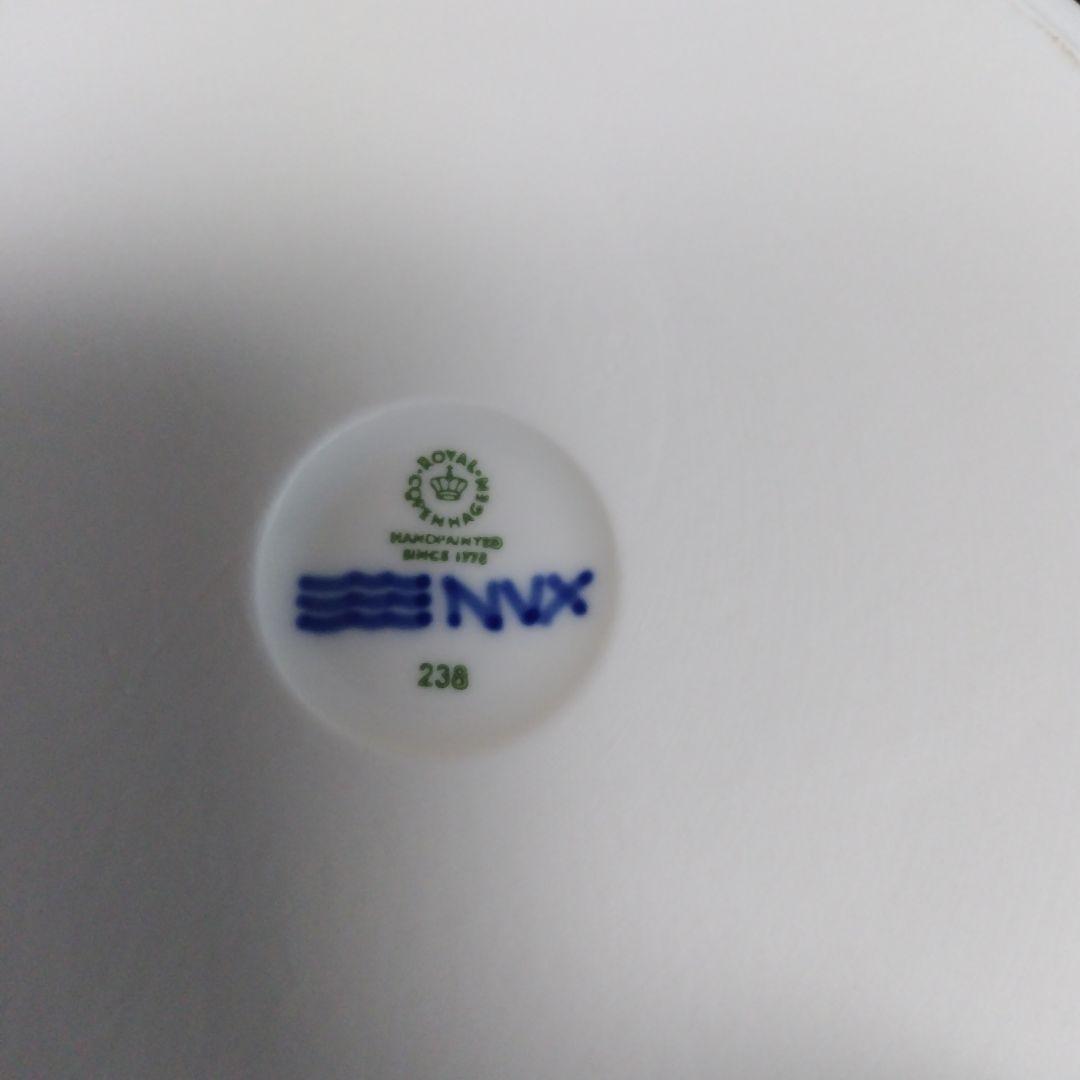 ROYAL COPENHAGEN
HANDPAINTED
SINCE 1775
NVX
238